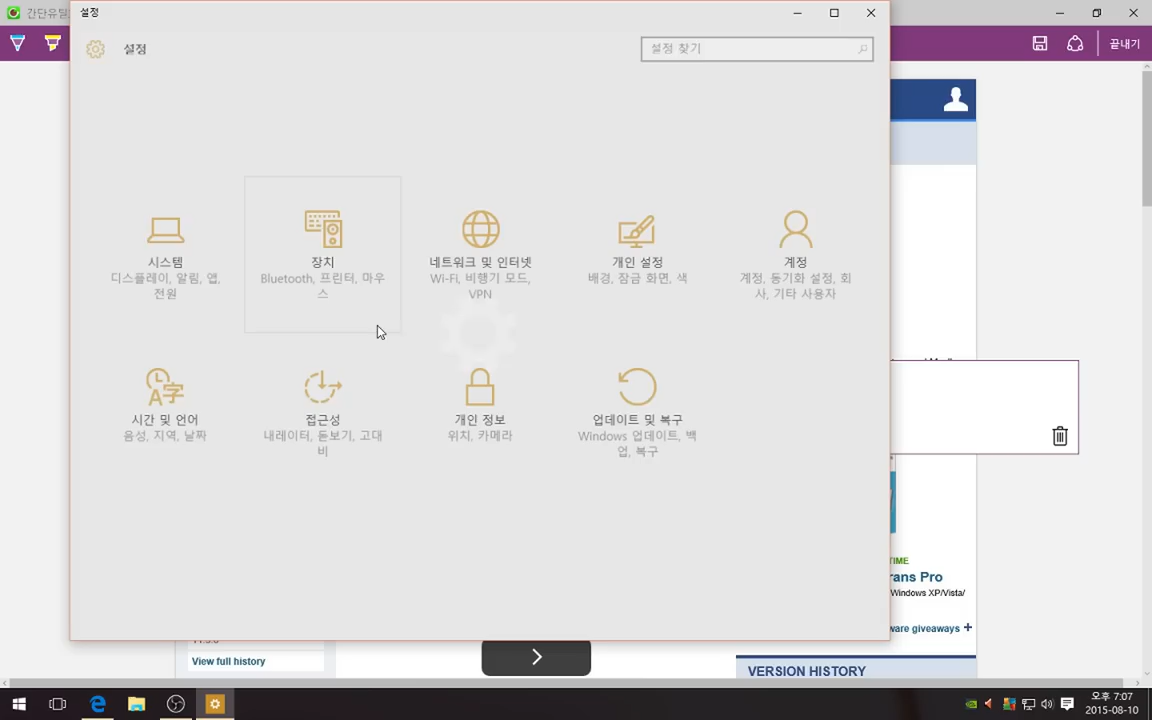 간단유틸
설정
설정
설정 찾기
끝내기
시스템
디스플레이, 알림, 앱,
전원
장치
Bluetooth, 프린터, 마우
스
네트워크 및 인터넷
Wi-Fi, 비행기 모드,
VPN
개인 설정
배경, 잠금 화면, 색
계정
계정, 동기화 설정, 회
사, 기타 사용자
시간 및 언어
음성, 지역, 날짜
접근성
내레이터, 돋보기, 고대
비
개인 정보
위치, 카메라
업데이트 및 복구
Windows 업데이트, 백
업, 복구
TIME
rans Pro
Windows XP/Vista/
ware giveaways +
View full history
VERSION HISTORY
오후 7:07
2015-08-10